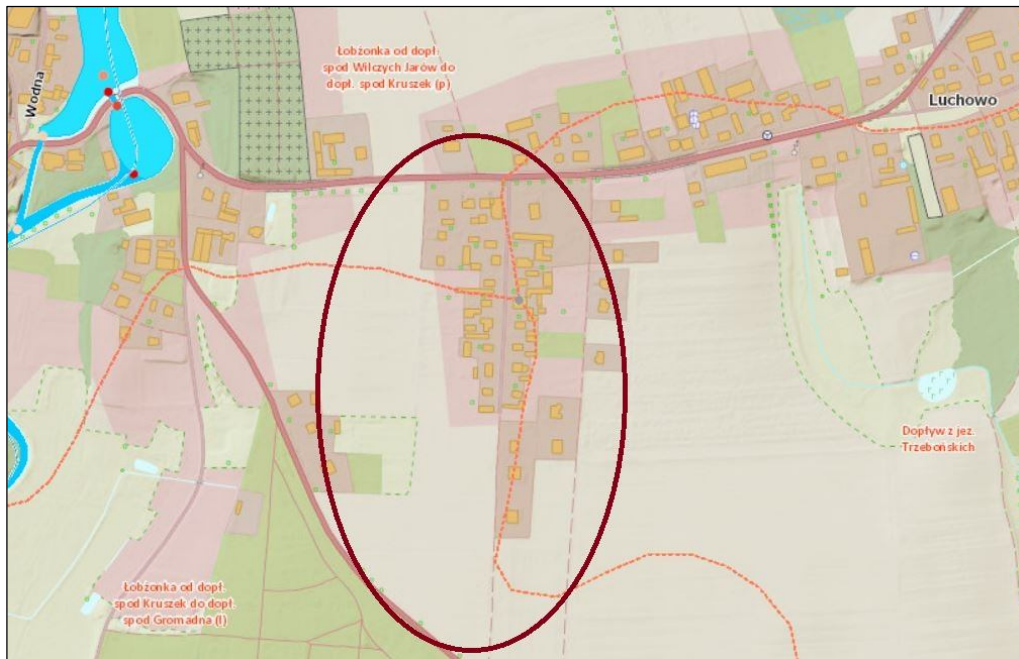 Wodna
Łobżonka od dopł.
spod Wilczych Jarów do
dopł. spod Kruszek (p)
Luchowo
Dopływ z jez.
Trzebońskich
Łobżonka od dopł.
spod Kruszek do dopł.
spod Gromadna (l)